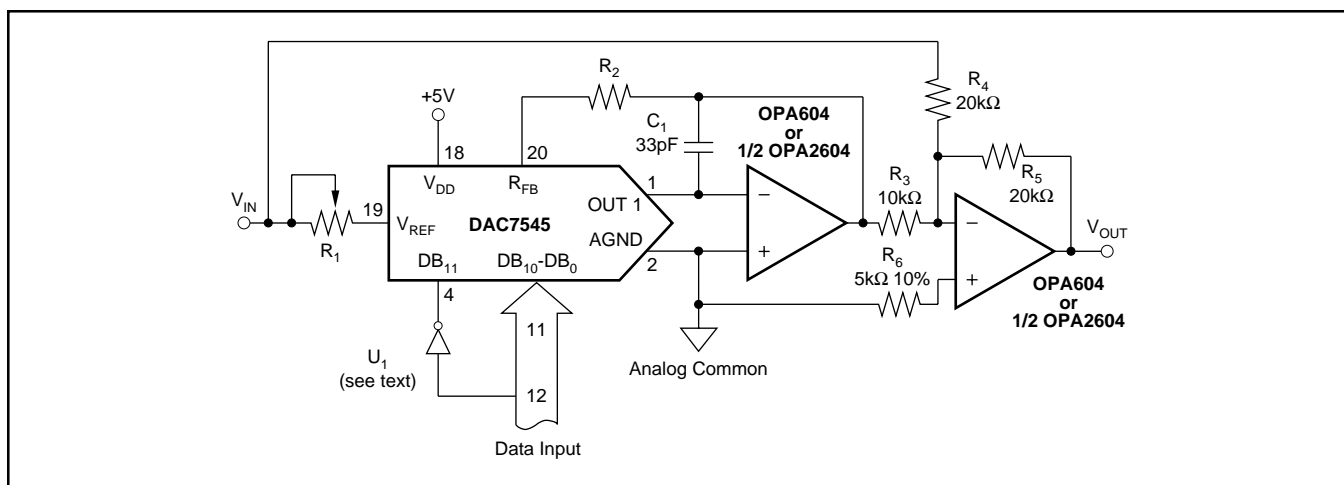 R2
R4
20kΩ
+5V
C1
33pF
OPA604
or
1/2 OPA2604
R5
20kΩ
18
20
VDD
RFB
1
OUT 1
R3
10kΩ
VIN
19
VREF
DAC7545
R1
AGND
2
VOUT
DB11
DB10-DB0
R6
5kΩ 10%
OPA604
or
1/2 OPA2604
4
11
U1
(see text)
12
Analog Common
Data Input
−
+
−
+